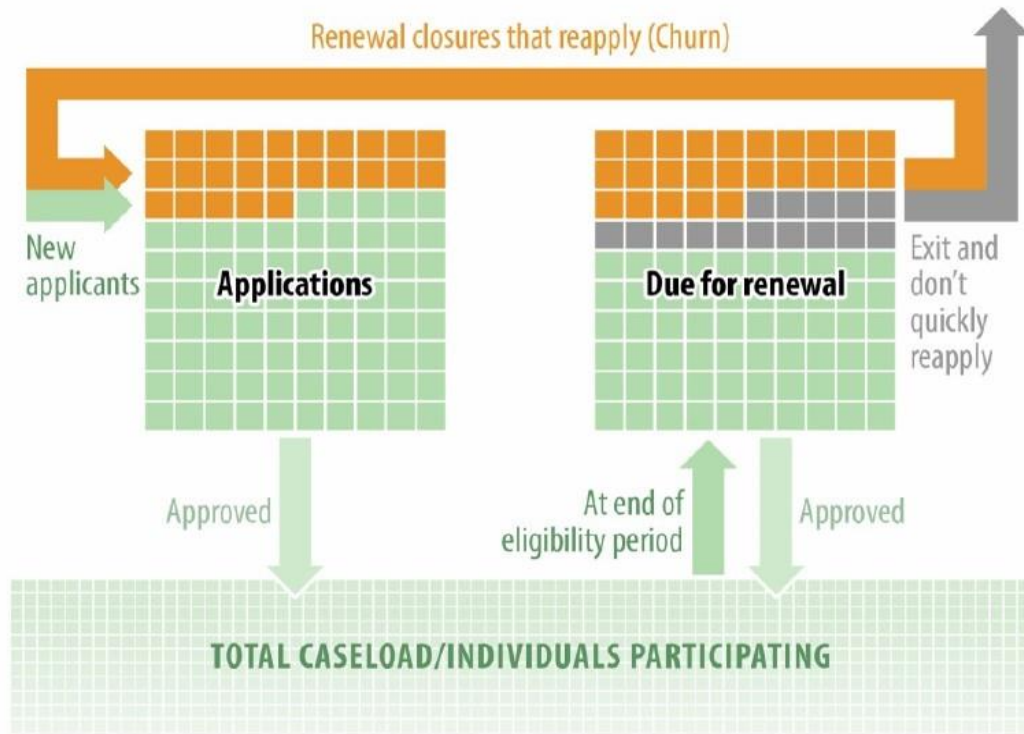 Renewal closures that reapply (Churn)
New
applicants
Applications
Due for renewal
Exit and
don't
quickly
reapply
Approved
At end of
eligibility period
Approved
TOTAL CASELOAD/INDIVIDUALS PARTICIPATING